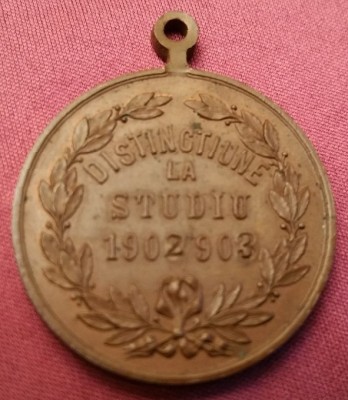 DISTINCTIUNE
LA
STUDIU
1902 903